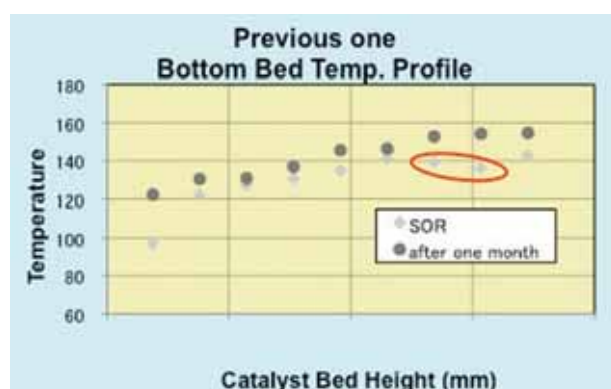 Previous one
Bottom Bed Temp. Profile
180
160
140
120
100
80
60
Temperature
SOR
after one month
Catalyst Bed Height (mm)